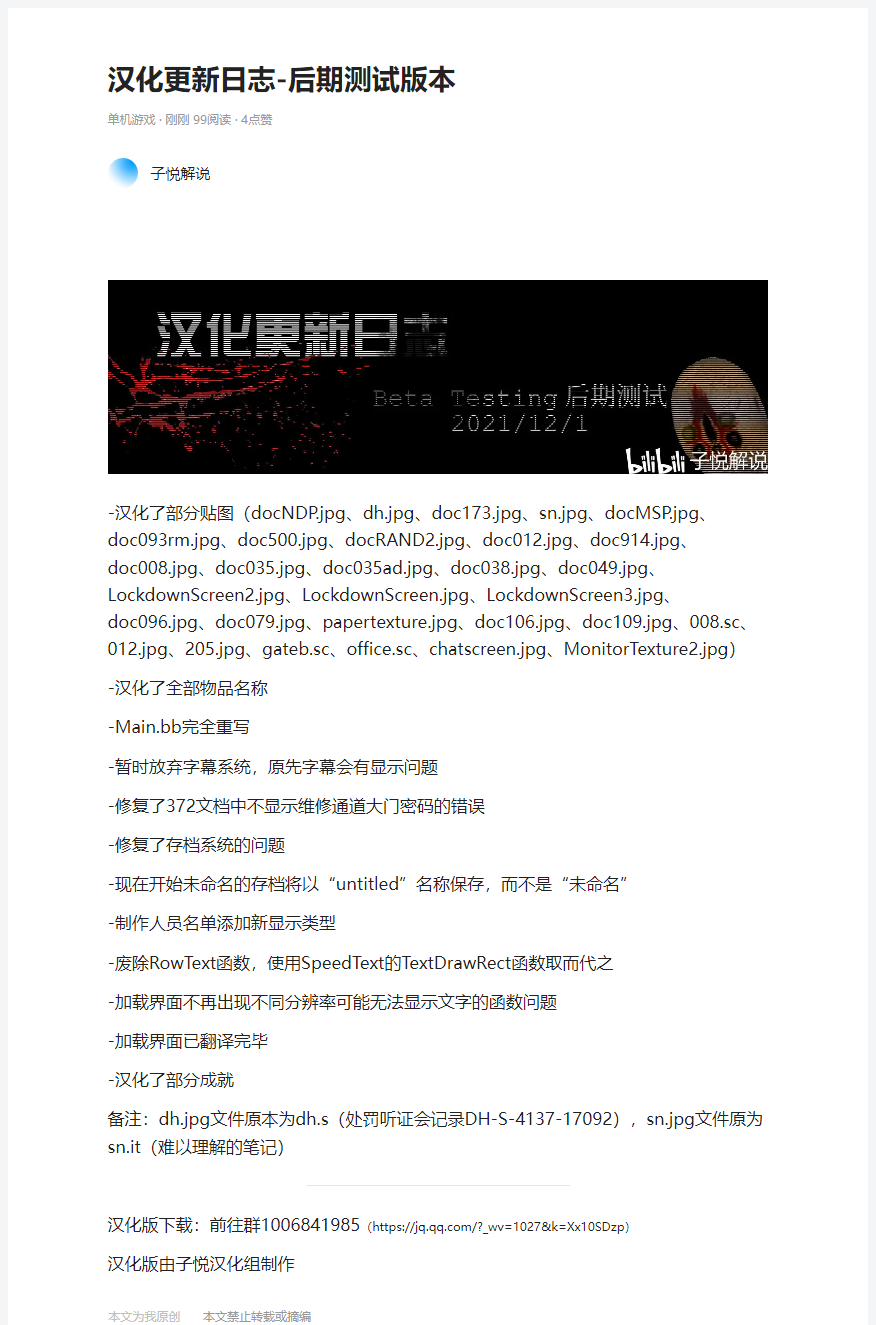 汉化更新日志-后期测试版本
单机游戏 · 刚刚 99阅读 · 4点赞
子悦解说
汉化更新日志
Beta Testing 后期测试
2021/12/1
bilibili 子悦解说
-汉化了部分贴图（docNDP.jpg、dh.jpg、doc173.jpg、sn.jpg、docMSP.jpg、
doc093rm.jpg、doc500.jpg、docRAND2.jpg、doc012.jpg、doc914.jpg、
doc008.jpg、doc035.jpg、doc035ad.jpg、doc038.jpg、doc049.jpg、
LockdownScreen2.jpg、LockdownScreen.jpg、LockdownScreen3.jpg、
doc096.jpg、doc079.jpg、papertexture.jpg、doc106.jpg、doc109.jpg、008.sc、
012.jpg、205.jpg、gateb.sc、office.sc、chatscreen.jpg、MonitorTexture2.jpg）
-汉化了全部物品名称
-Main.bb完全重写
-暂时放弃字幕系统，原先字幕会有显示问题
-修复了372文档中不显示维修通道大门密码的错误
-修复了存档系统的问题
-现在开始未命名的存档将以“untitled”名称保存，而不是“未命名”
-制作人员名单添加新显示类型
-废除RowText函数，使用SpeedText的TextDrawRect函数取而代之
-加载界面不再出现不同分辨率可能无法显示文字的函数问题
-加载界面已翻译完毕
-汉化了部分成就
备注：dh.jpg文件原本为dh.s（处罚听证会记录DH-S-4137-17092），sn.jpg文件原为
sn.it（难以理解的笔记）
汉化版下载：前往群1006841985（https://jq.qq.com/?_wv=1027&k=Xx10SDzp）
汉化版由子悦汉化组制作
本文为我原创 本文禁止转载或摘编